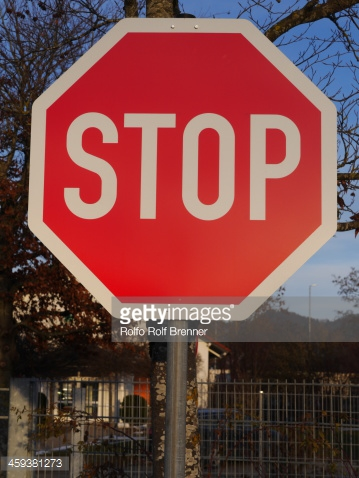 STOP
gettyimages
Rolfo Rolf Brenner
459381273